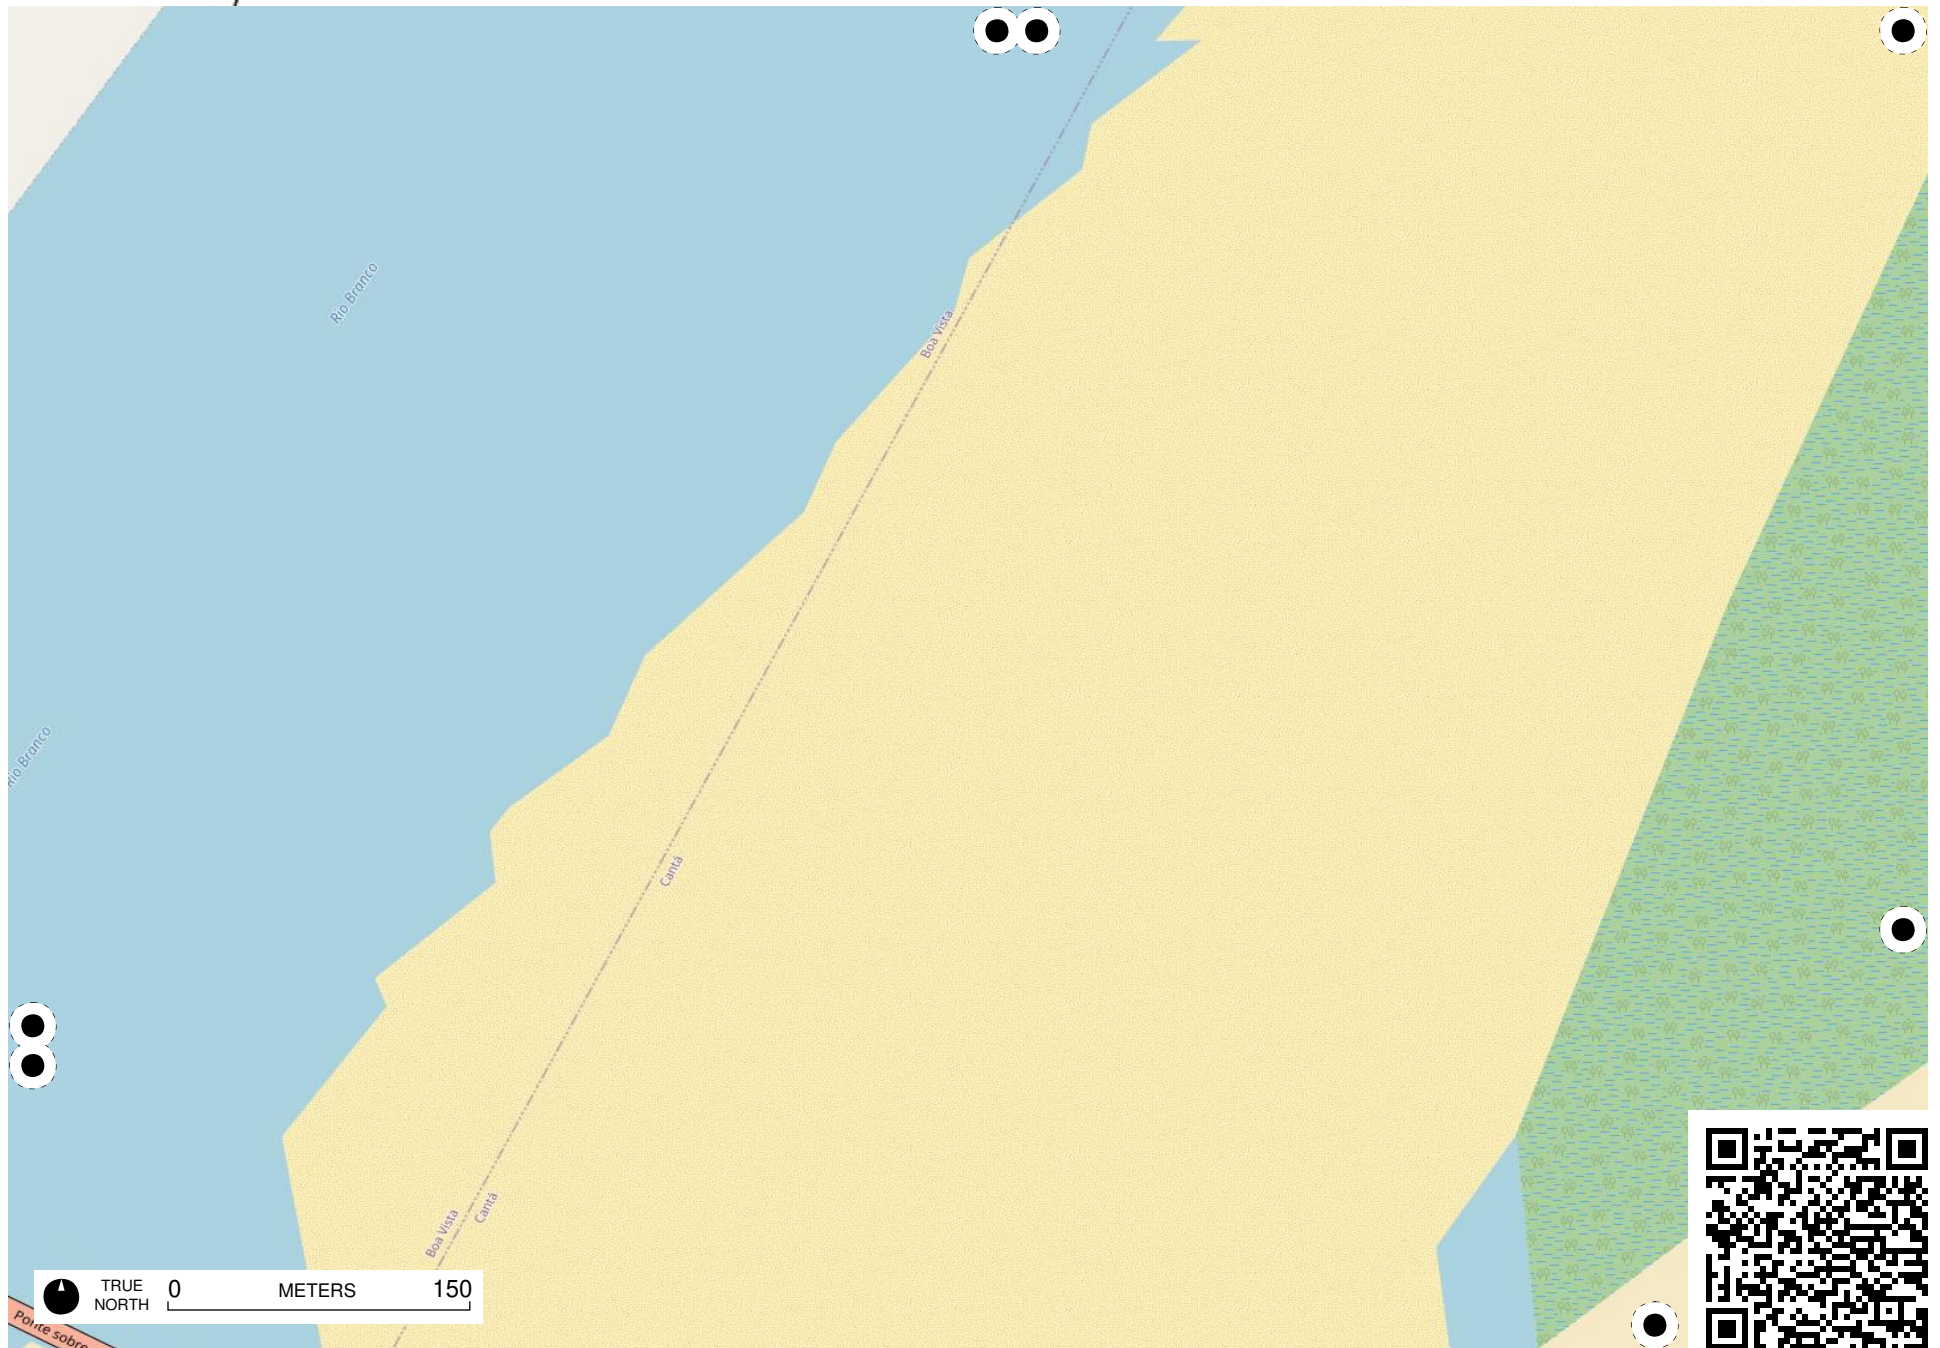 Rio Branco
Boa Vista
Rio Branco
Cantá
Boa Vista
Cantá
TRUE
NORTH
0 METERS 150
Ponte sobre